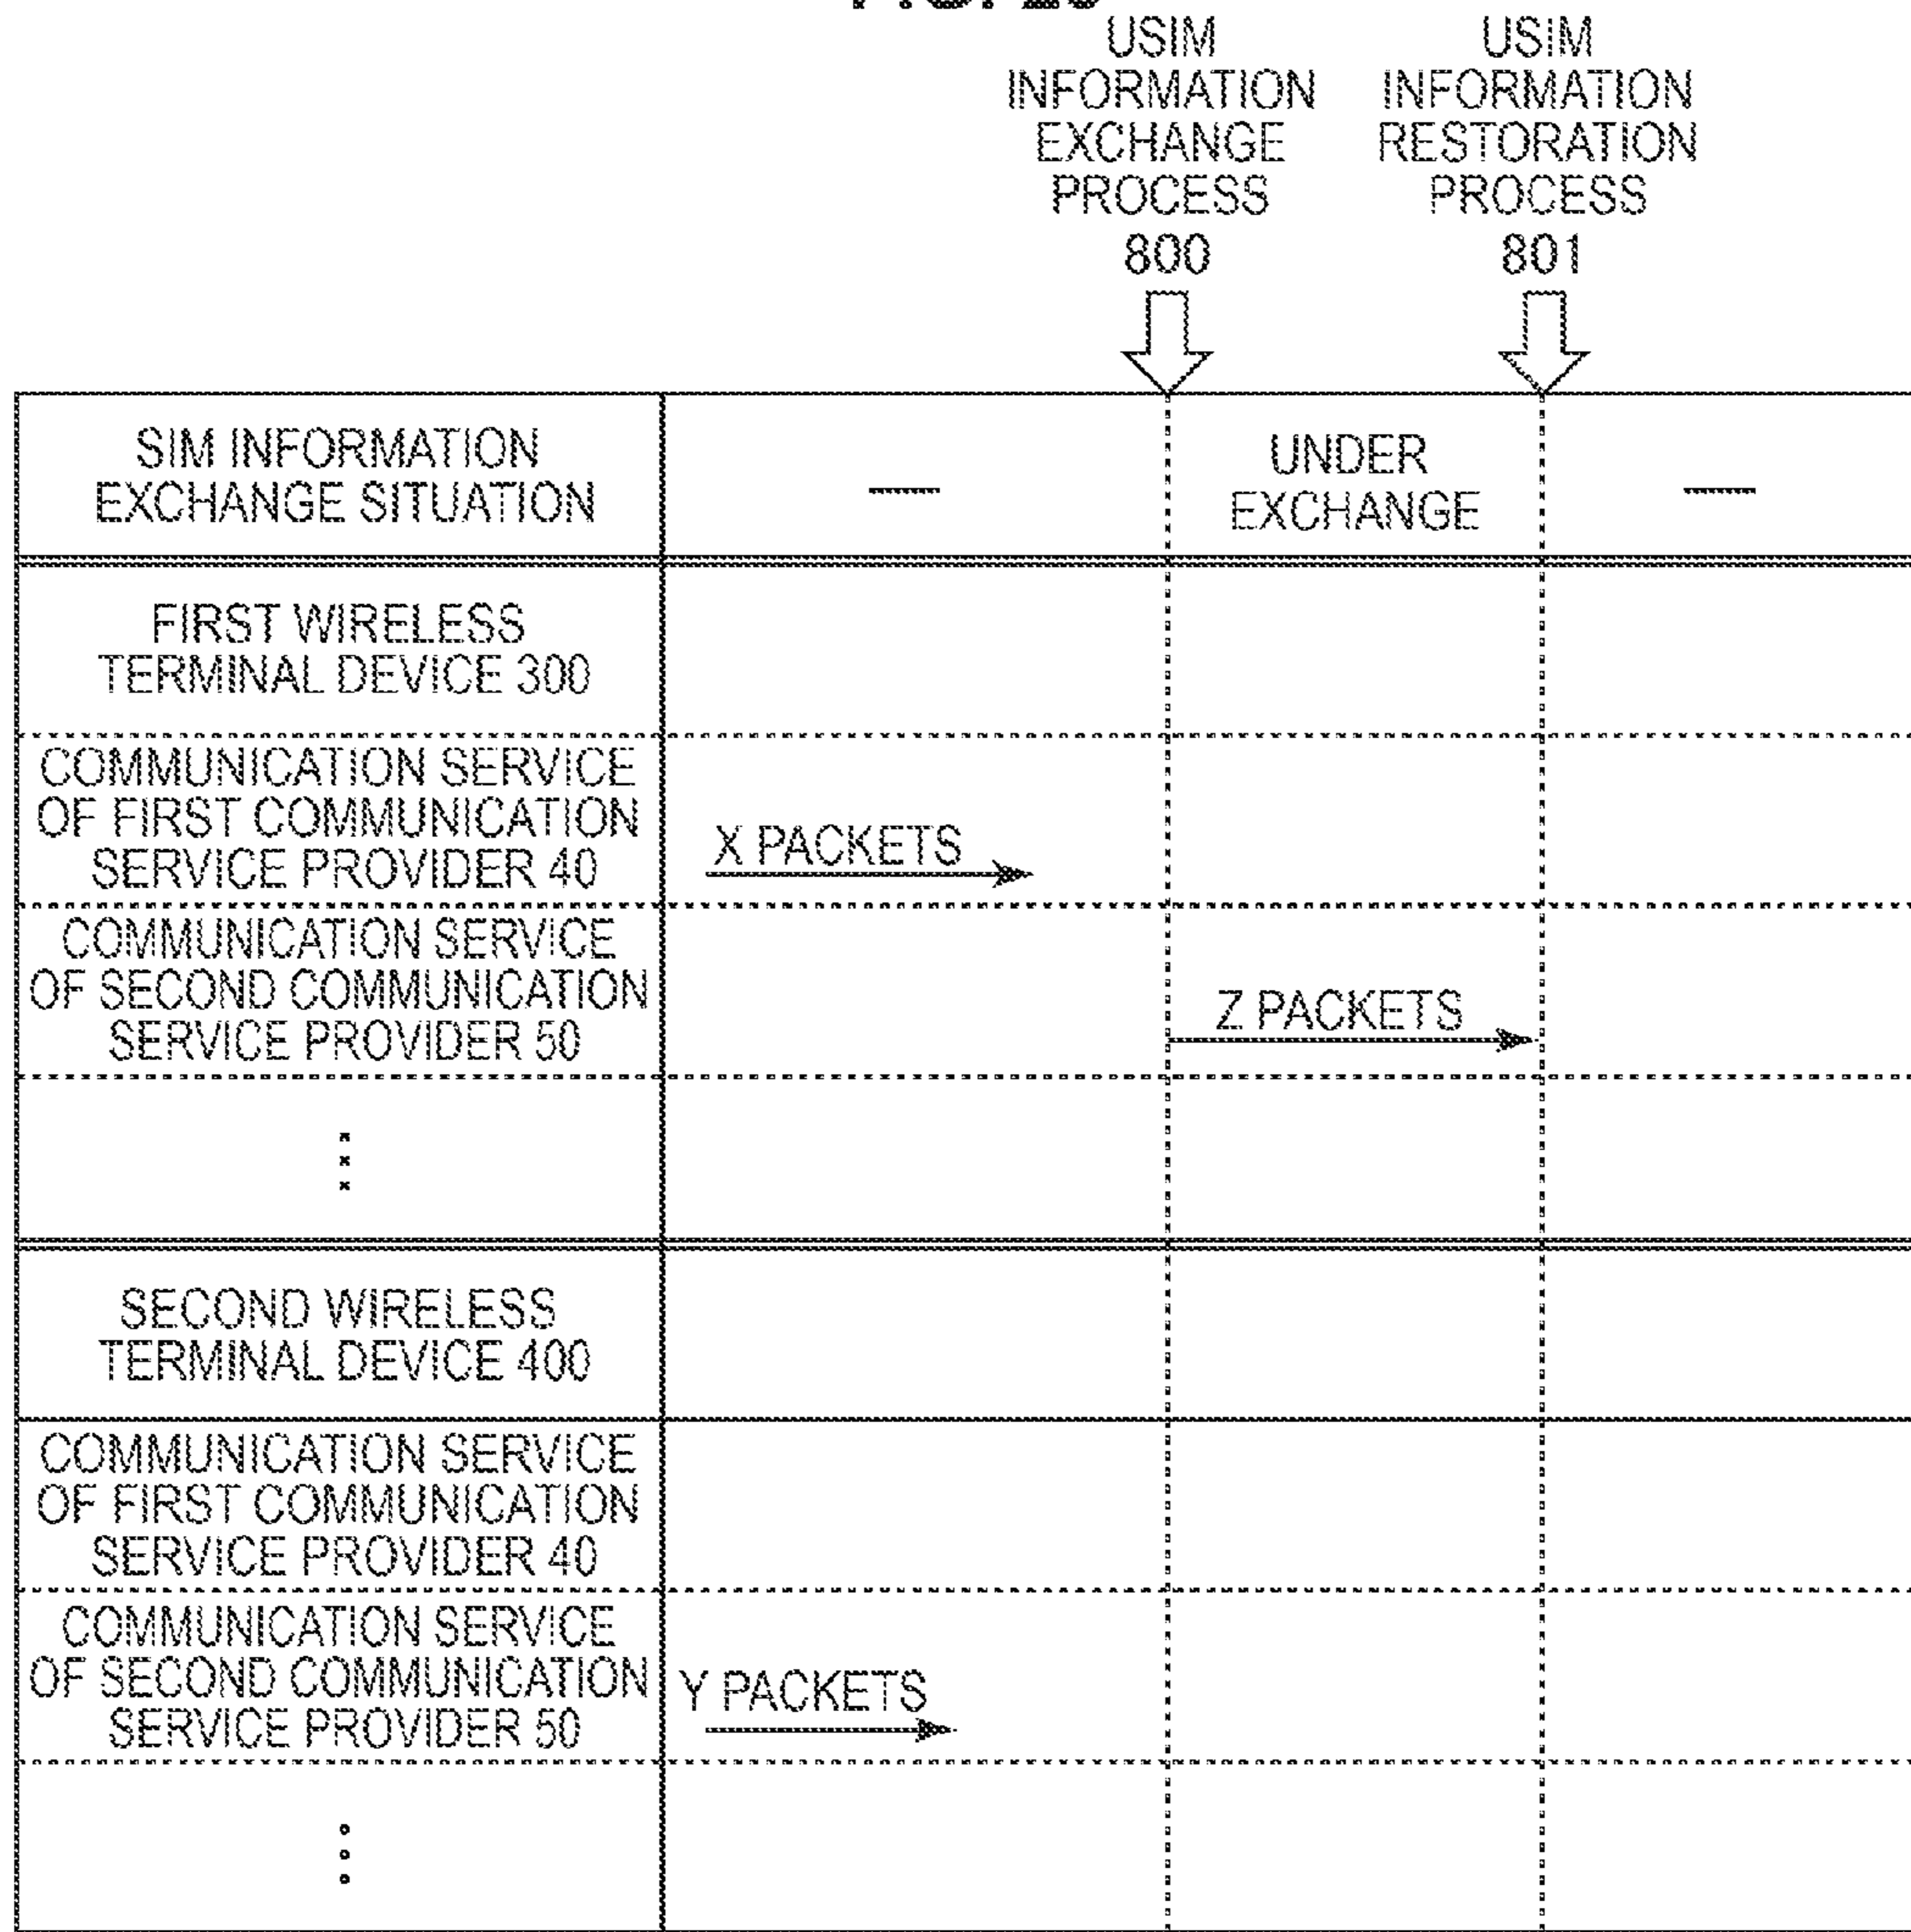 USIM
INFORMATION
EXCHANGE
PROCESS
800
USIM
INFORMATION
RESTORATION
PROCESS
801
SIM INFORMATION
EXCHANGE SITUATION
—
UNDER
EXCHANGE
—
FIRST WIRELESS
TERMINAL DEVICE 300
COMMUNICATION SERVICE
OF FIRST COMMUNICATION
SERVICE PROVIDER 40
X PACKETS
COMMUNICATION SERVICE
OF SECOND COMMUNICATION
SERVICE PROVIDER 50
Z PACKETS
SECOND WIRELESS
TERMINAL DEVICE 400
COMMUNICATION SERVICE
OF FIRST COMMUNICATION
SERVICE PROVIDER 40
COMMUNICATION SERVICE
OF SECOND COMMUNICATION
SERVICE PROVIDER 50
Y PACKETS